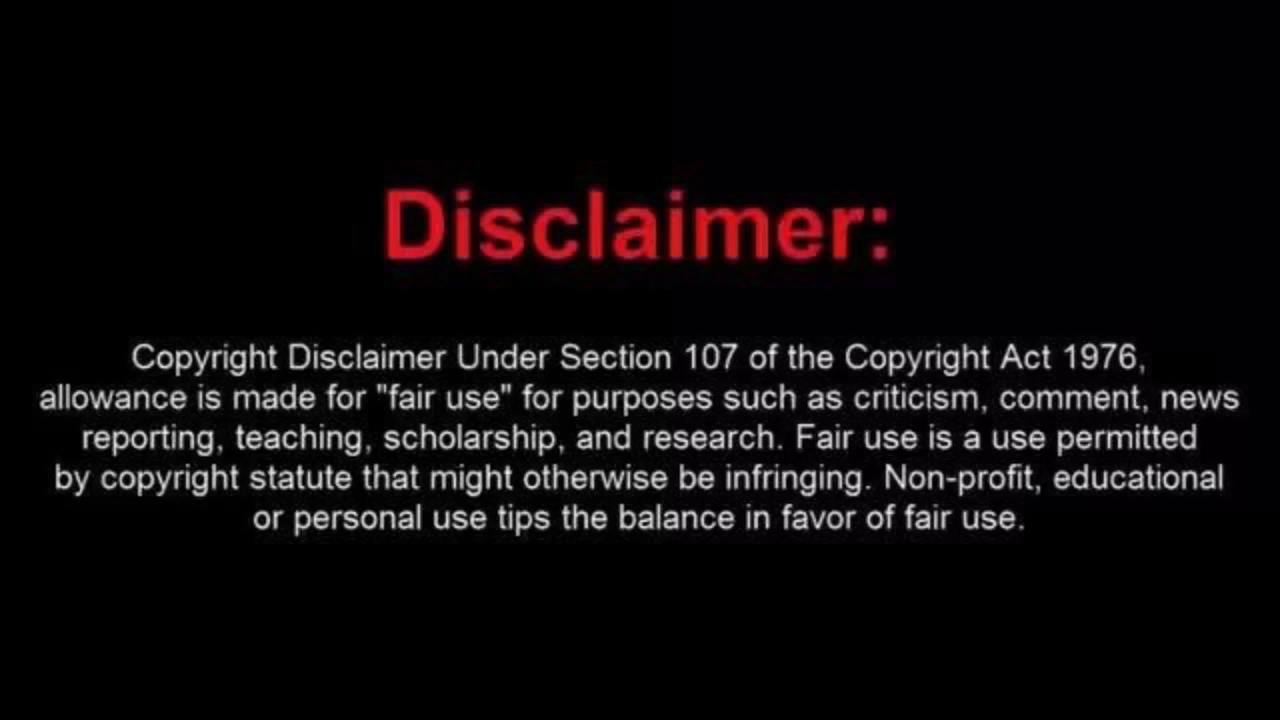 Disclaimer:
Copyright Disclaimer Under Section 107 of the Copyright Act 1976,
allowance is made for "fair use" for purposes such as criticism, comment, news
reporting, teaching, scholarship, and research. Fair use is a use permitted
by copyright statute that might otherwise be infringing. Non-profit, educational
or personal use tips the balance in favor of fair use.